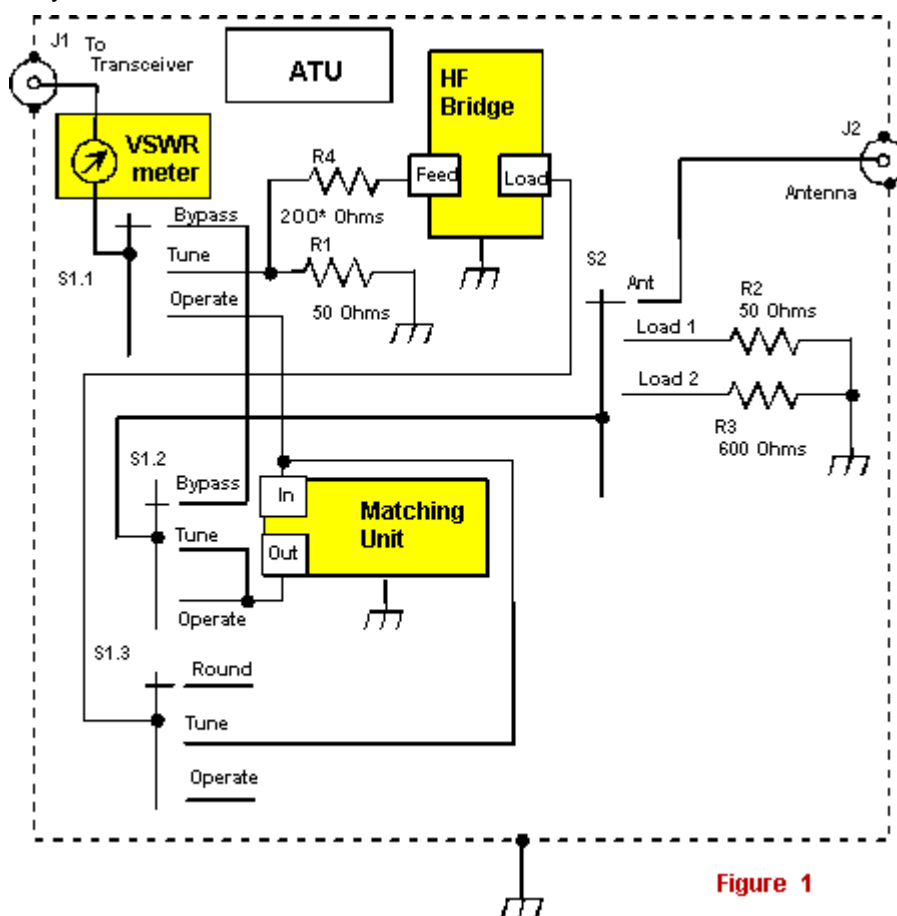 J1 To
Transceiver
ATU
HF
Bridge
VSWR
meter
J2
Antenna
R4
200* Ohms
Feed
Load
Bypass
Tune
Operate
S1.1
R1
50 Ohms
S2
Ant
Load 1
Load 2
R2
50 Ohms
R3
600 Ohms
S1.2
Bypass
Tune
Operate
In
Out
Matching
Unit
S1.3
Round
Tune
Operate
Figure 1